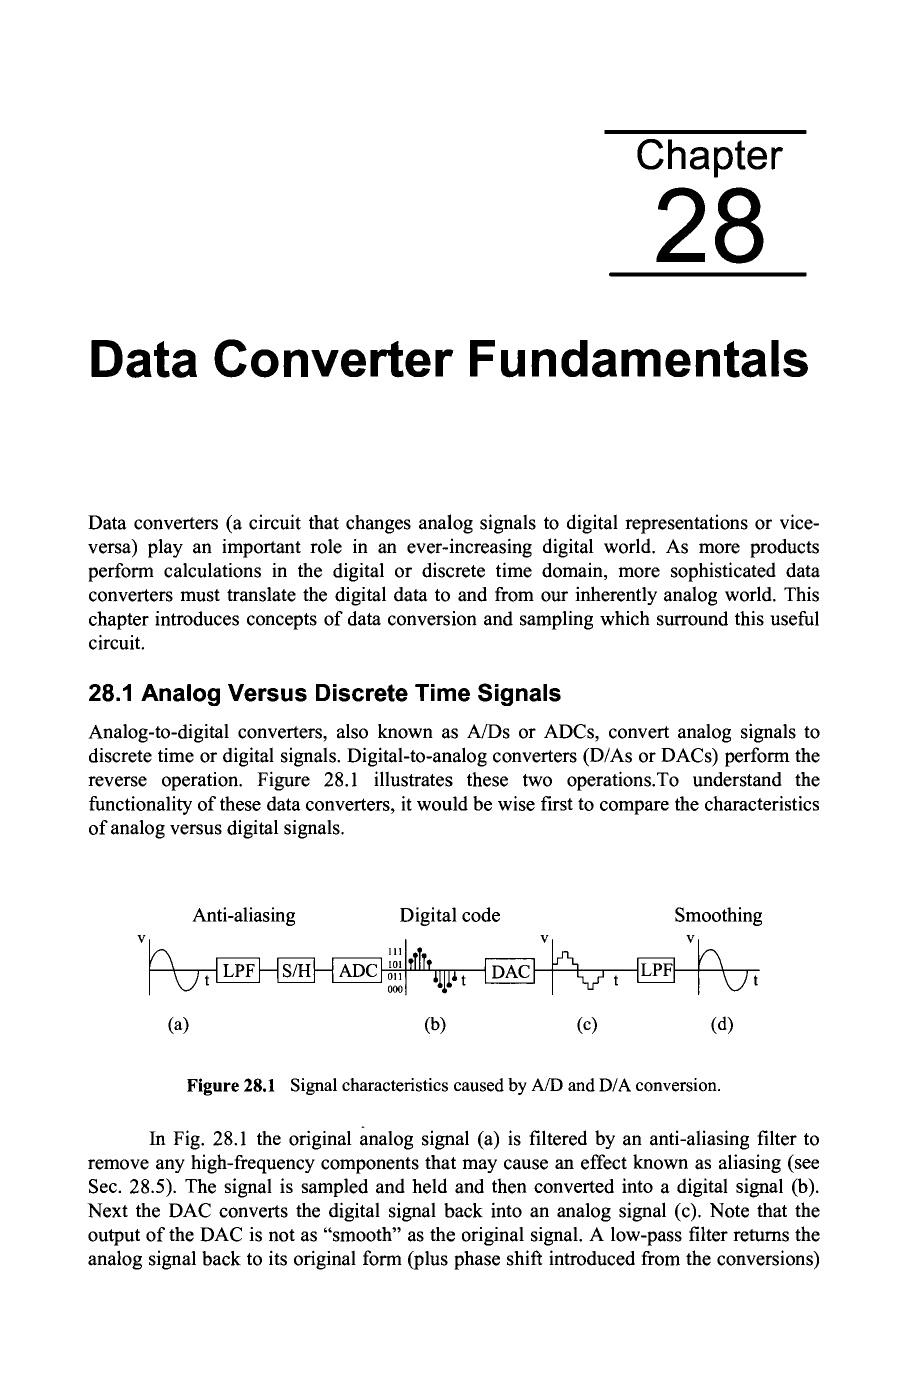 Chapter
28
Data Converter Fundamentals
Data converters (a circuit that changes analog signals to digital representations or vice-
versa) play an important role in an ever-increasing digital world. As more products
perform calculations in the digital or discrete time domain, more sophisticated data
converters must translate the digital data to and from our inherently analog world. This
chapter introduces concepts of data conversion and sampling which surround this useful
circuit.
28.1 Analog Versus Discrete Time Signals
Analog-to-digital converters, also known as A/Ds or ADCs, convert analog signals to
discrete time or digital signals. Digital-to-analog converters (D/As or DACs) perform the
reverse operation. Figure 28.1 illustrates these two operations.To understand the
functionality of these data converters, it would be wise first to compare the characteristics
of analog versus digital signals.
Anti-aliasing Digital code Smoothing
v v v
111
101
011
000
t LPF S/H ADC t DAC t LPF t
(a) (b) (c) (d)
Figure 28.1 Signal characteristics caused by A/D and D/A conversion.
In Fig. 28.1 the original analog signal (a) is filtered by an anti-aliasing filter to
remove any high-frequency components that may cause an effect known as aliasing (see
Sec. 28.5). The signal is sampled and held and then converted into a digital signal (b).
Next the DAC converts the digital signal back into an analog signal (c). Note that the
output of the DAC is not as “smooth” as the original signal. A low-pass filter returns the
analog signal back to its original form (plus phase shift introduced from the conversions)